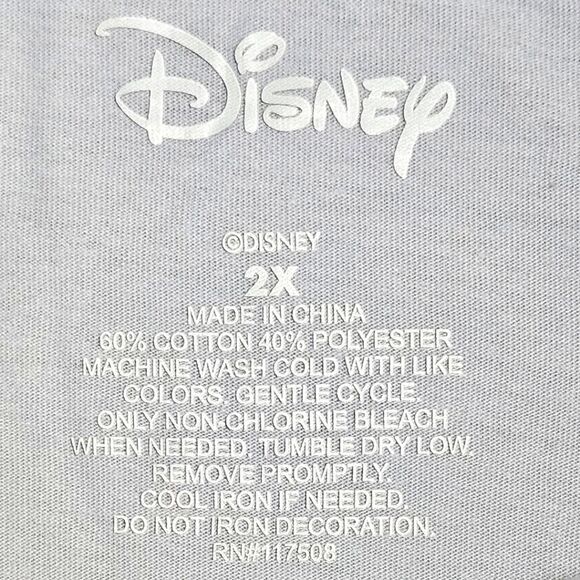 Disney
©DISNEY
2X
MADE IN CHINA
60% COTTON 40% POLYESTER
MACHINE WASH COLD WITH LIKE
COLORS. GENTLE CYCLE.
ONLY NON-CHLORINE BLEACH
WHEN NEEDED. TUMBLE DRY LOW.
REMOVE PROMPTLY.
COOL IRON IF NEEDED.
DO NOT IRON DECORATION.
RN#117508